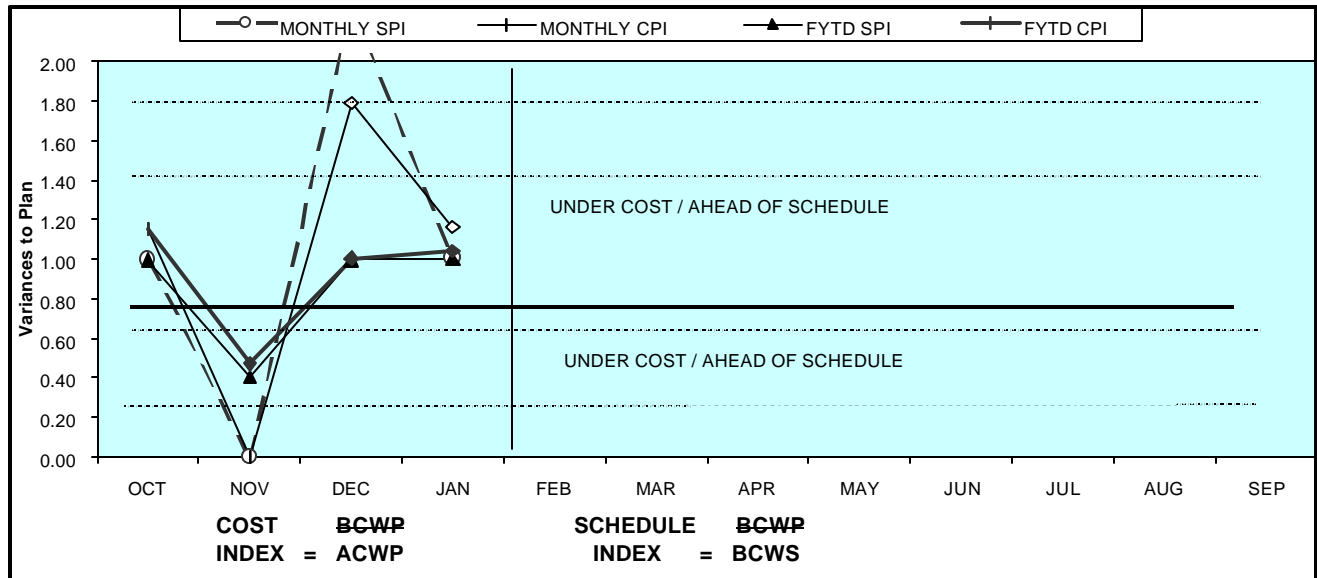 MONTHLY SPI MONTHLY CPI FYTD SPI FYTD CPI
Variances to Plan
2.00
1.80
1.60
1.40
1.20
1.00
0.80
0.60
0.40
0.20
0.00
UNDER COST / AHEAD OF SCHEDULE
UNDER COST / AHEAD OF SCHEDULE
OCT NOV DEC JAN FEB MAR APR MAY JUN JUL AUG SEP
COST BCWP SCHEDULE BCWP
INDEX = ACWP INDEX = BCWS